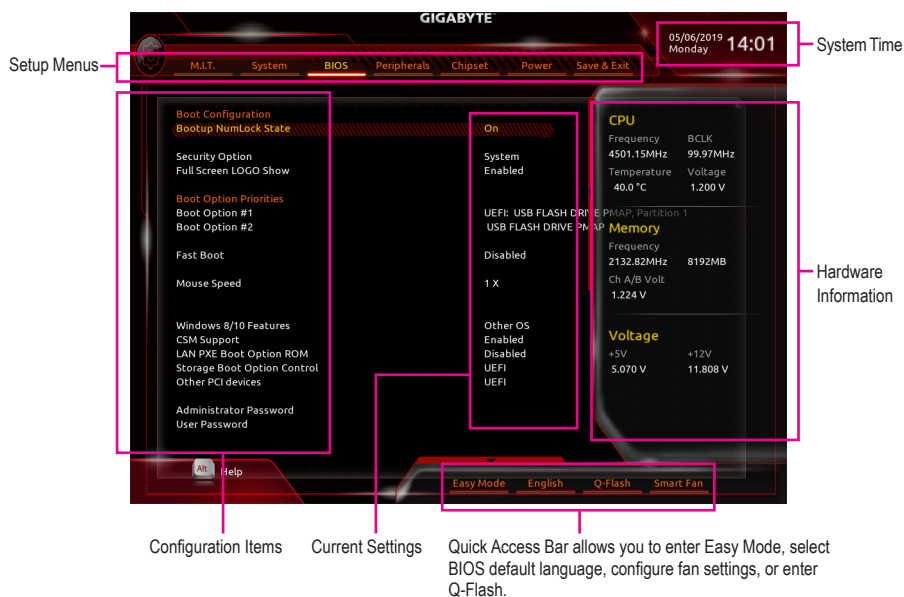 GIGABYTE
05/06/2019
Monday
14:01
System Time
Setup Menus
M.I.T. System BIOS Peripherals Chipset Power Save & Exit
Boot Configuration
Bootup NumLock State On
Security Option System
Full Screen LOGO Show Enabled
Boot Option Priorities
Boot Option #1 UEFI: USB FLASH DRIVE PMAP, Partition 1
Boot Option #2 USB FLASH DRIVE PMAP
Fast Boot Disabled
Mouse Speed 1 X
Windows 8/10 Features Other OS
CSM Support Enabled
LAN PXE Boot Option ROM Disabled
Storage Boot Option Control UEFI
Other PCI devices UEFI
Administrator Password
User Password
CPU
Frequency BCLK
4501.15MHz 99.97MHz
Temperature Voltage
40.0 °C 1.200 V
Memory
Frequency
2132.82MHz 8192MB
Ch A/B Volt
1.224 V
Voltage
+5V +12V
5.070 V 11.808 V
Hardware
Information
Alt Help
Easy Mode English Q-Flash Smart Fan
Configuration Items
Current Settings
Quick Access Bar allows you to enter Easy Mode, select
BIOS default language, configure fan settings, or enter
Q-Flash.